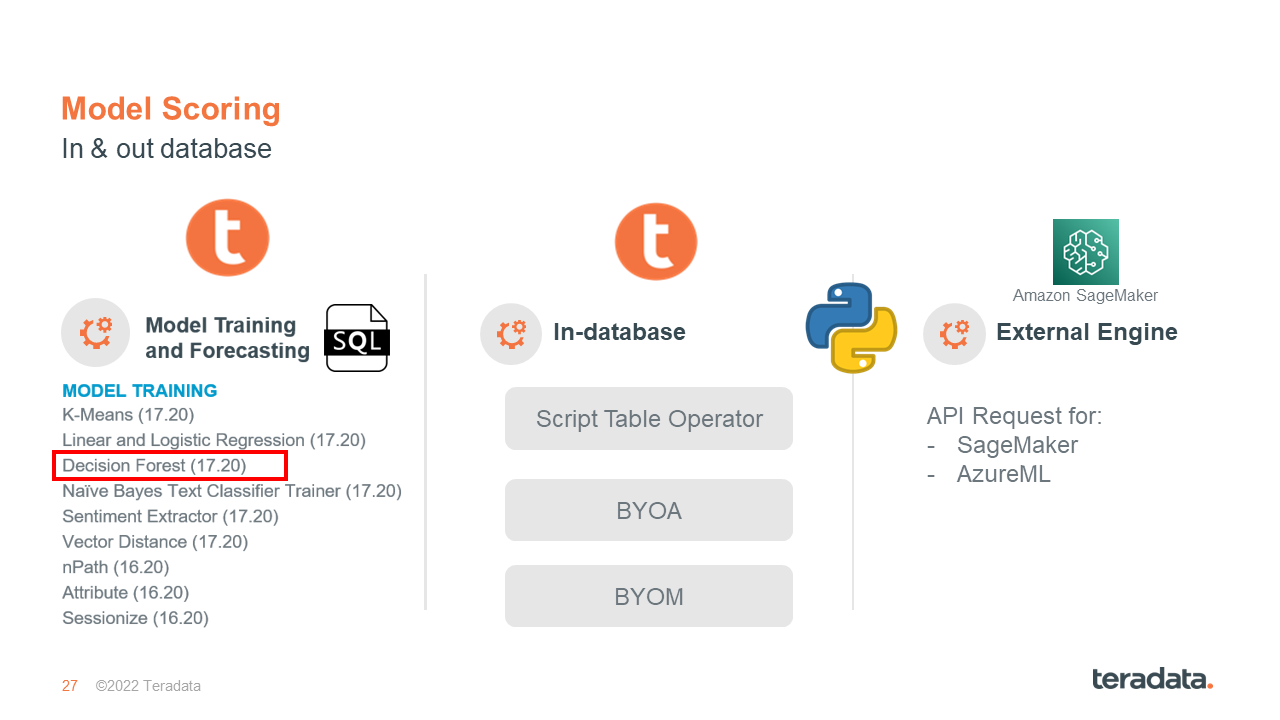 Model Scoring
In & out database
t
t
Amazon SageMaker
Model Training
and Forecasting
SQL
In-database
External Engine
MODEL TRAINING
K-Means (17.20)
Linear and Logistic Regression (17.20)
Decision Forest (17.20)
Naïve Bayes Text Classifier Trainer (17.20)
Sentiment Extractor (17.20)
Vector Distance (17.20)
nPath (16.20)
Attribute (16.20)
Sessionize (16.20)
Script Table Operator
BYOA
BYOM
API Request for:
- SageMaker
- AzureML
27 ©2022 Teradata
teradata.